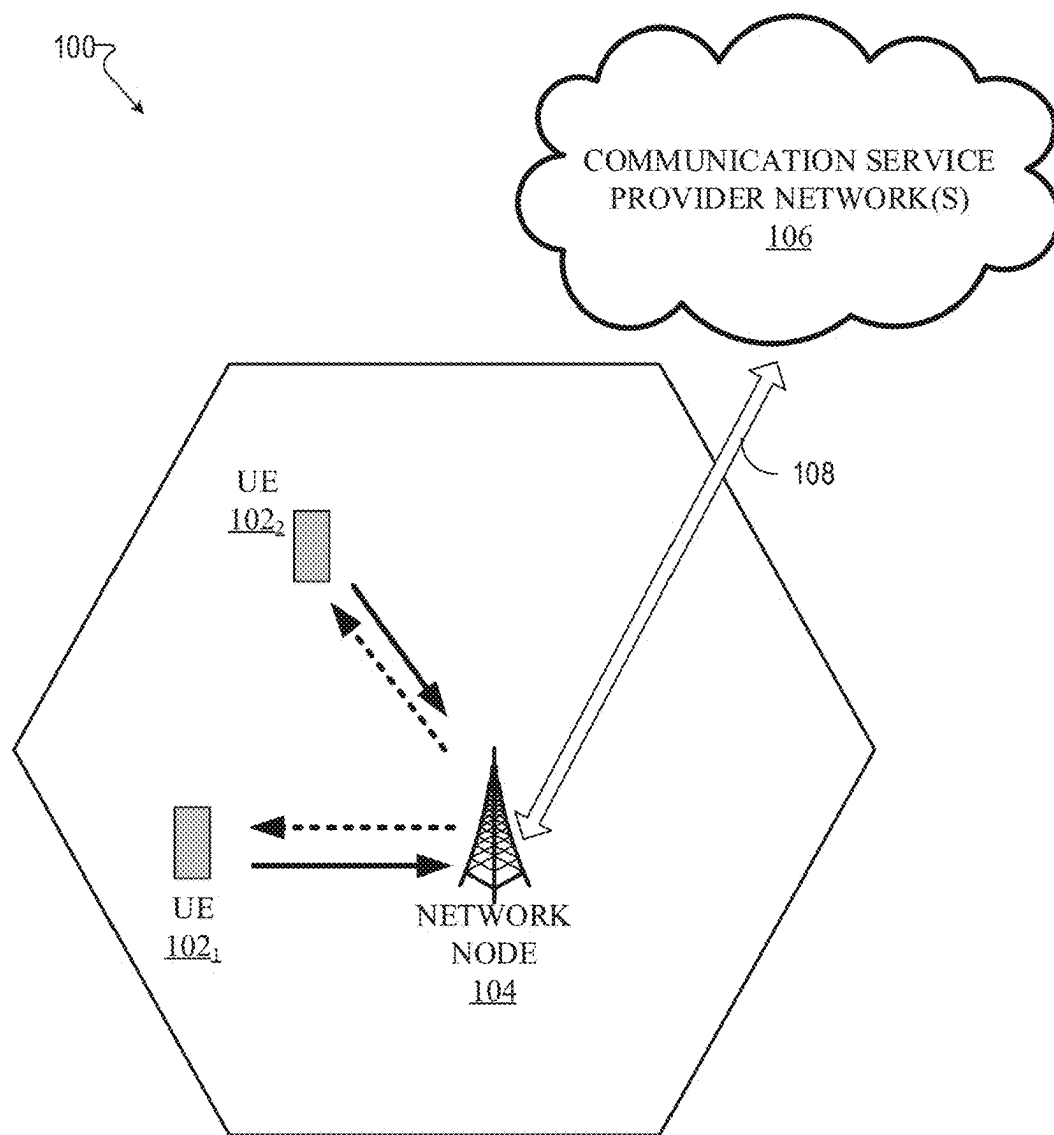 100
COMMUNICATION SERVICE
PROVIDER NETWORK(S)
106
108
UE
102₂
UE
102₁
NETWORK
NODE
104